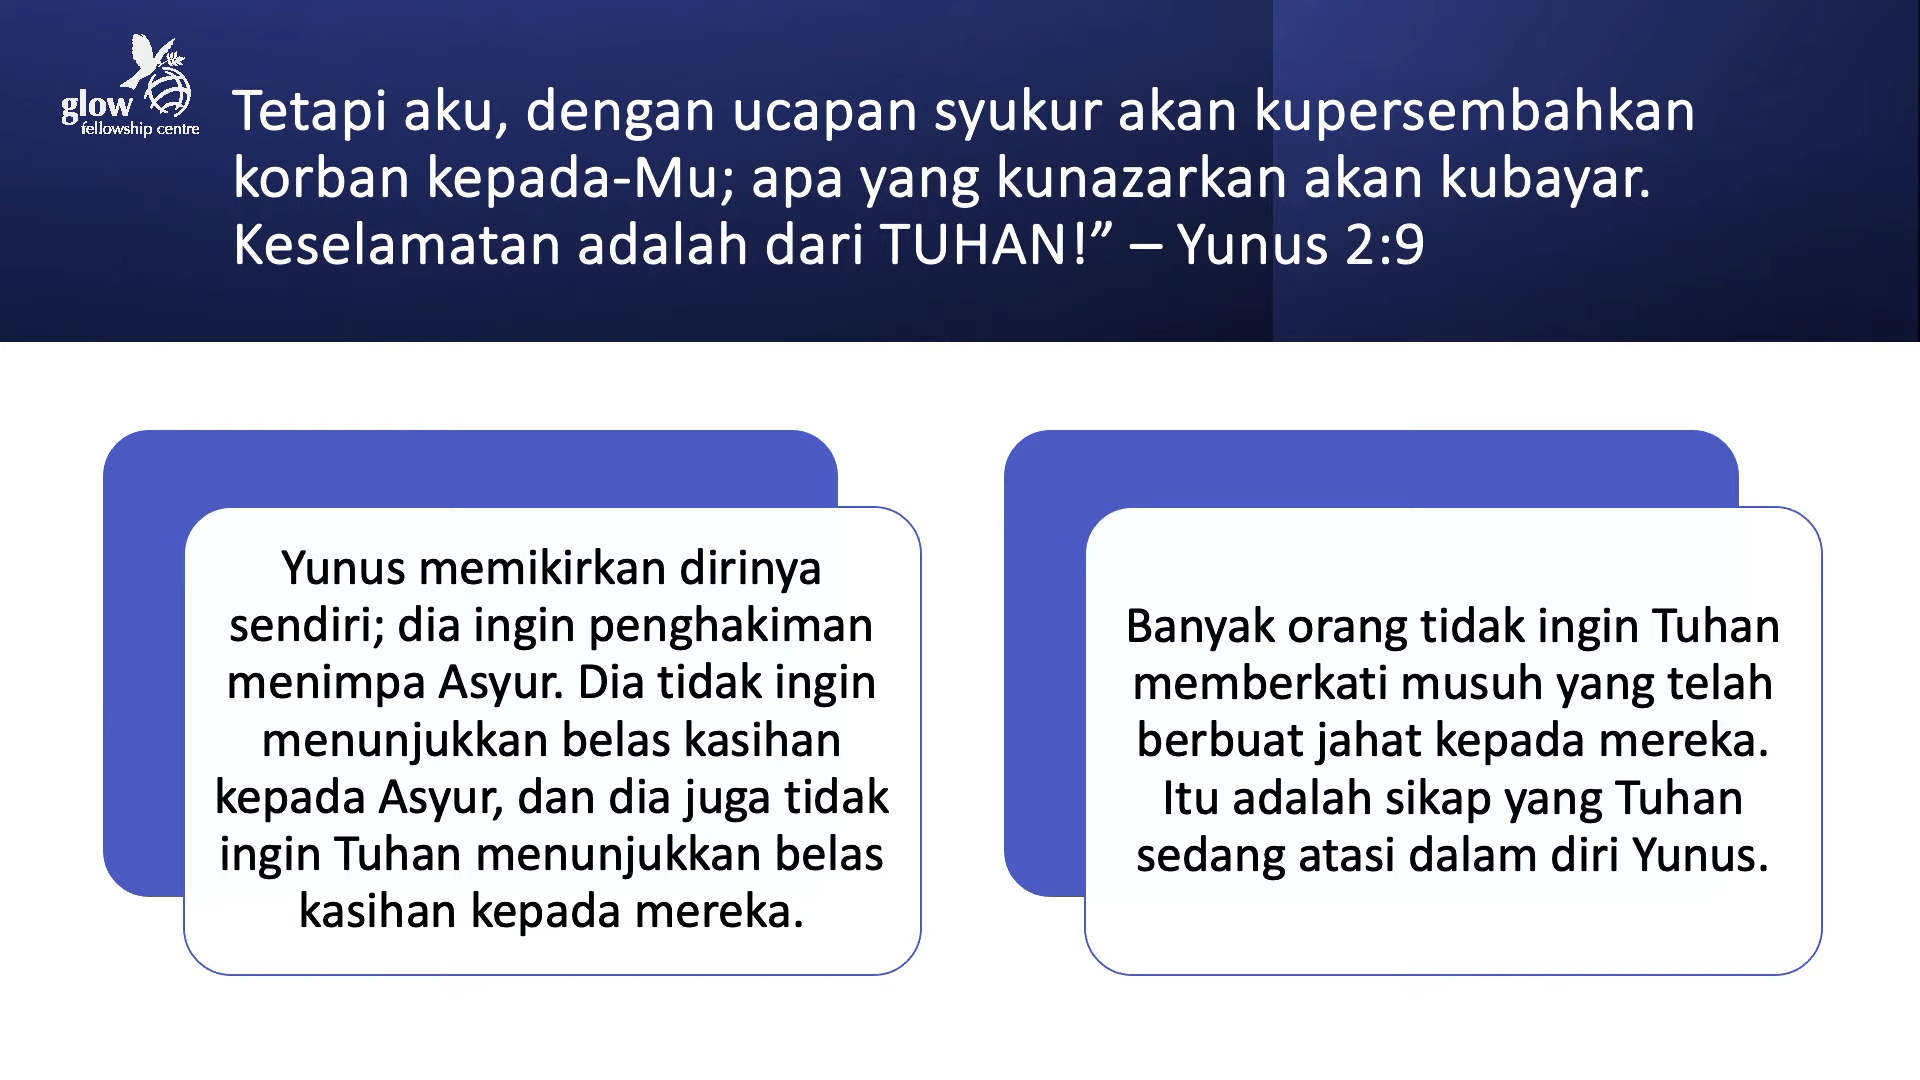 glow
fellowship centre
Tetapi aku, dengan ucapan syukur akan kupersembahkan
korban kepada-Mu; apa yang kunazarkan akan kubayar.
Keselamatan adalah dari TUHAN!” – Yunus 2:9
Yunus memikirkan dirinya
sendiri; dia ingin penghakiman
menimpa Asyur. Dia tidak ingin
menunjukkan belas kasihan
kepada Asyur, dan dia juga tidak
ingin Tuhan menunjukkan belas
kasihan kepada mereka.
Banyak orang tidak ingin Tuhan
memberkati musuh yang telah
berbuat jahat kepada mereka.
Itu adalah sikap yang Tuhan
sedang atasi dalam diri Yunus.